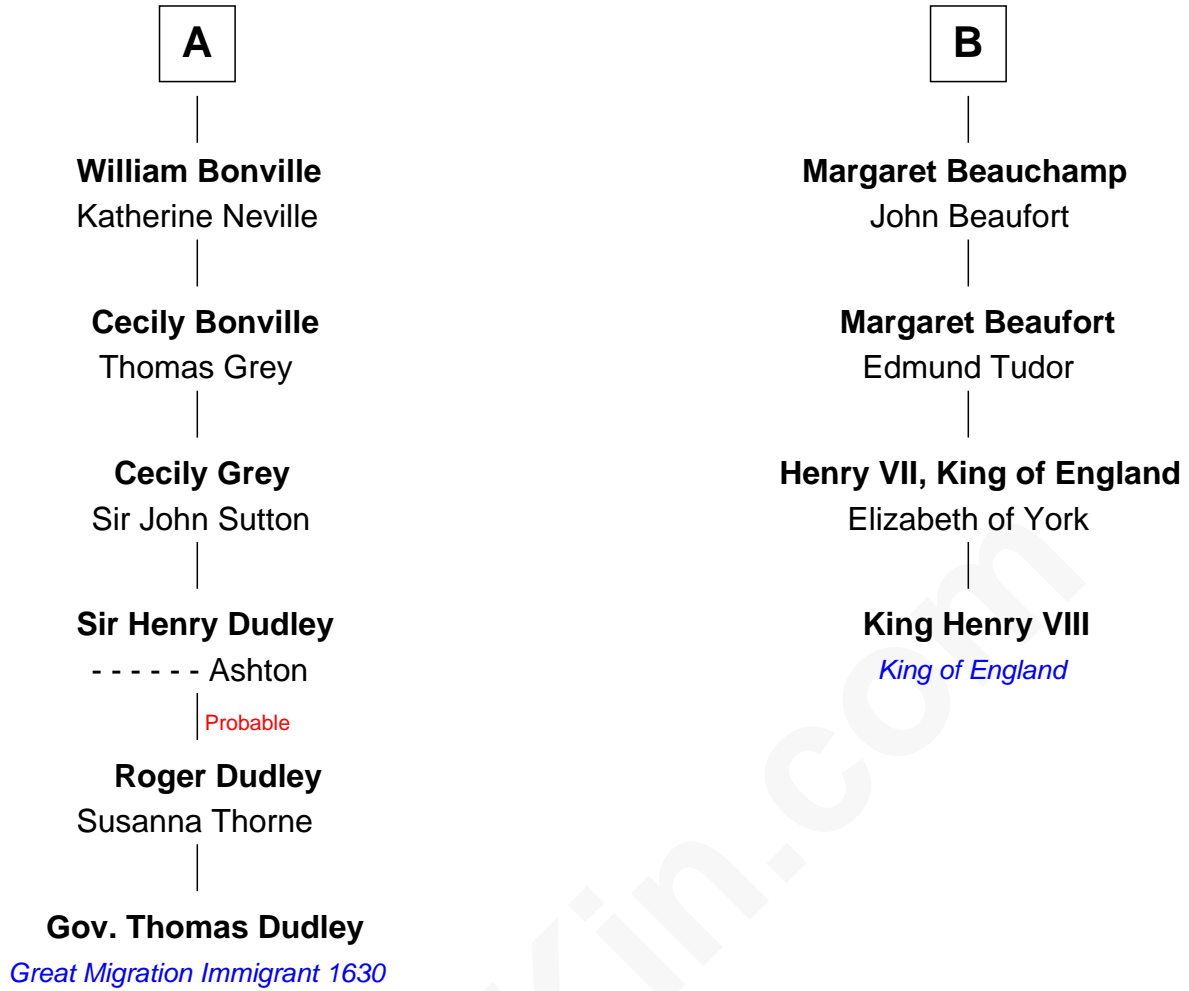 A
William Bonville
Katherine Neville
Cecily Bonville
Thomas Grey
Cecily Grey
Sir John Sutton
Sir Henry Dudley
- - - - - - Ashton
Probable
Roger Dudley
Susanna Thorne
Gov. Thomas Dudley
Great Migration Immigrant 1630
B
Margaret Beauchamp
John Beaufort
Margaret Beaufort
Edmund Tudor
Henry VII, King of England
Elizabeth of York
King Henry VIII
King of England
Kin.com